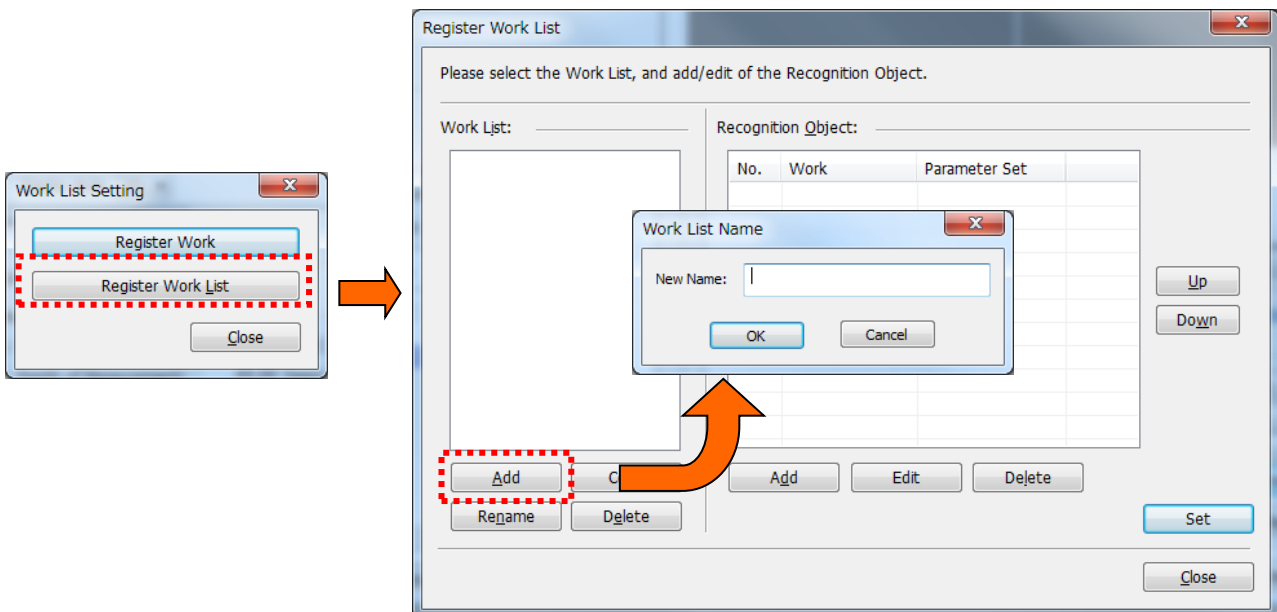 Work List Setting
Register Work
Register Work List
Close
Register Work List
Please select the Work List, and add/edit of the Recognition Object.
Work List:
Recognition Object:
No. Work Parameter Set
Work List Name
New Name:
OK Cancel
Up
Down
Add
Rename Delete
Add Edit Delete
Set
Close